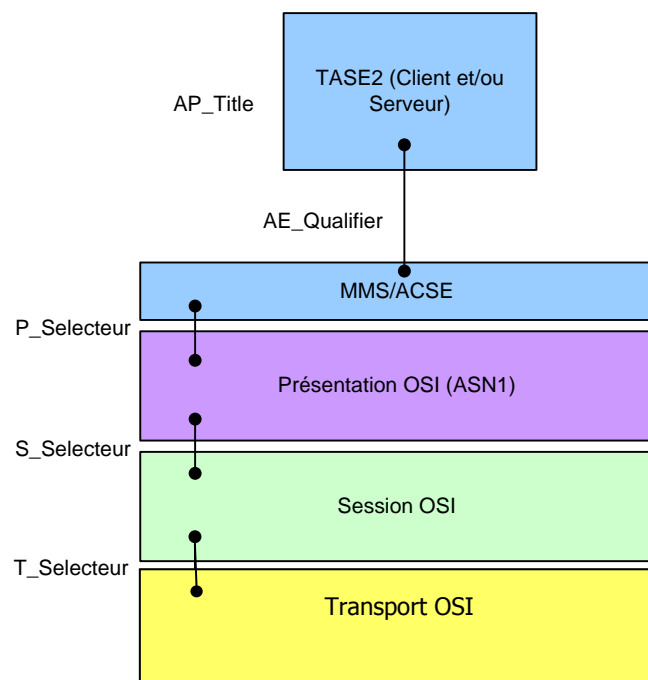 TASE2 (Client et/ou
Serveur)
AP_Title
AE_Qualifier
MMS/ACSE
P_Selecteur
Présentation OSI (ASN1)
S_Selecteur
Session OSI
T_Selecteur
Transport OSI